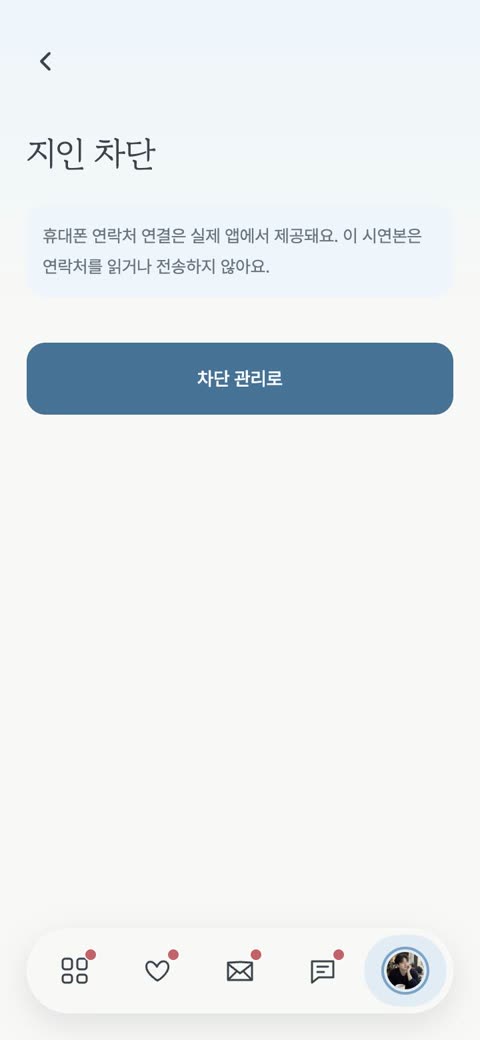 지인 차단
휴대폰 연락처 연결은 실제 앱에서 제공돼요. 이 시연본은
연락처를 읽거나 전송하지 않아요.
차단 관리로